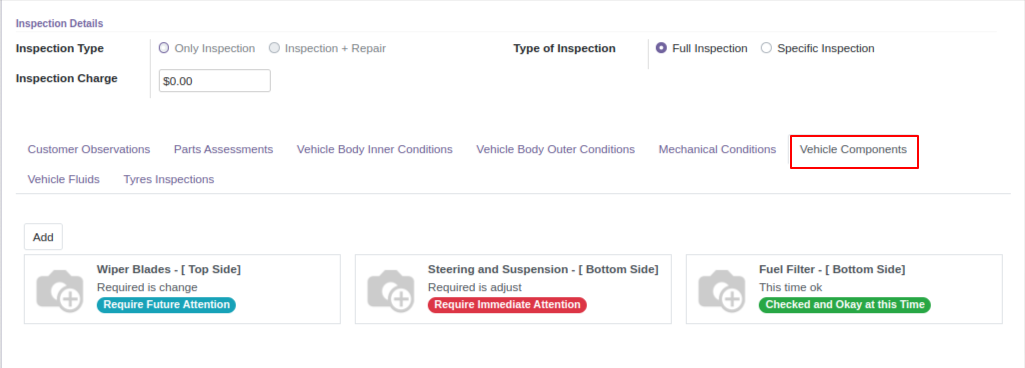 Inspection Details
Inspection Type Only Inspection Inspection + Repair Type of Inspection Full Inspection Specific Inspection
Inspection Charge $0.00
Customer Observations Parts Assessments Vehicle Body Inner Conditions Vehicle Body Outer Conditions Mechanical Conditions Vehicle Components
Vehicle Fluids Tyres Inspections
Add
Wiper Blades - [ Top Side]
Required is change
Require Future Attention
Steering and Suspension - [ Bottom Side]
Required is adjust
Require Immediate Attention
Fuel Filter - [ Bottom Side]
This time ok
Checked and Okay at this Time